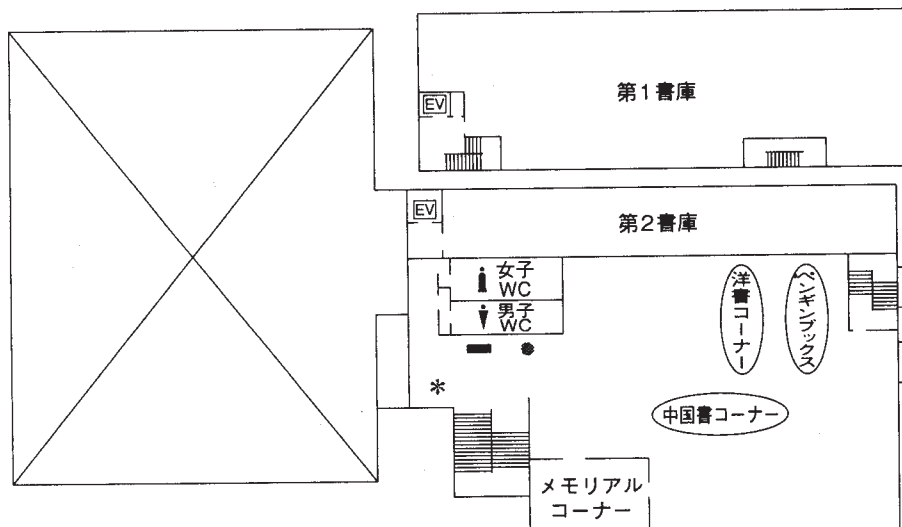 第1書庫
EV
EV
第2書庫
女子
WC
男子
WC
洋書コーナー
ペンギンブックス
*
中国書コーナー
メモリアル
コーナー